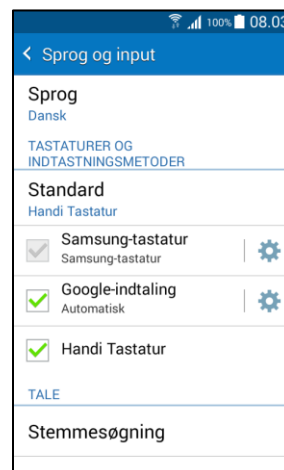 100% 08.03
Sprog og input
Sprog
Dansk
TASTATURER OG
INDTASTNINGSMETODER
Standard
Handi Tastatur
Samsung-tastatur
Samsung-tastatur
Google-indtaling
Automatisk
Handi Tastatur
TALE
Stemmesøgning